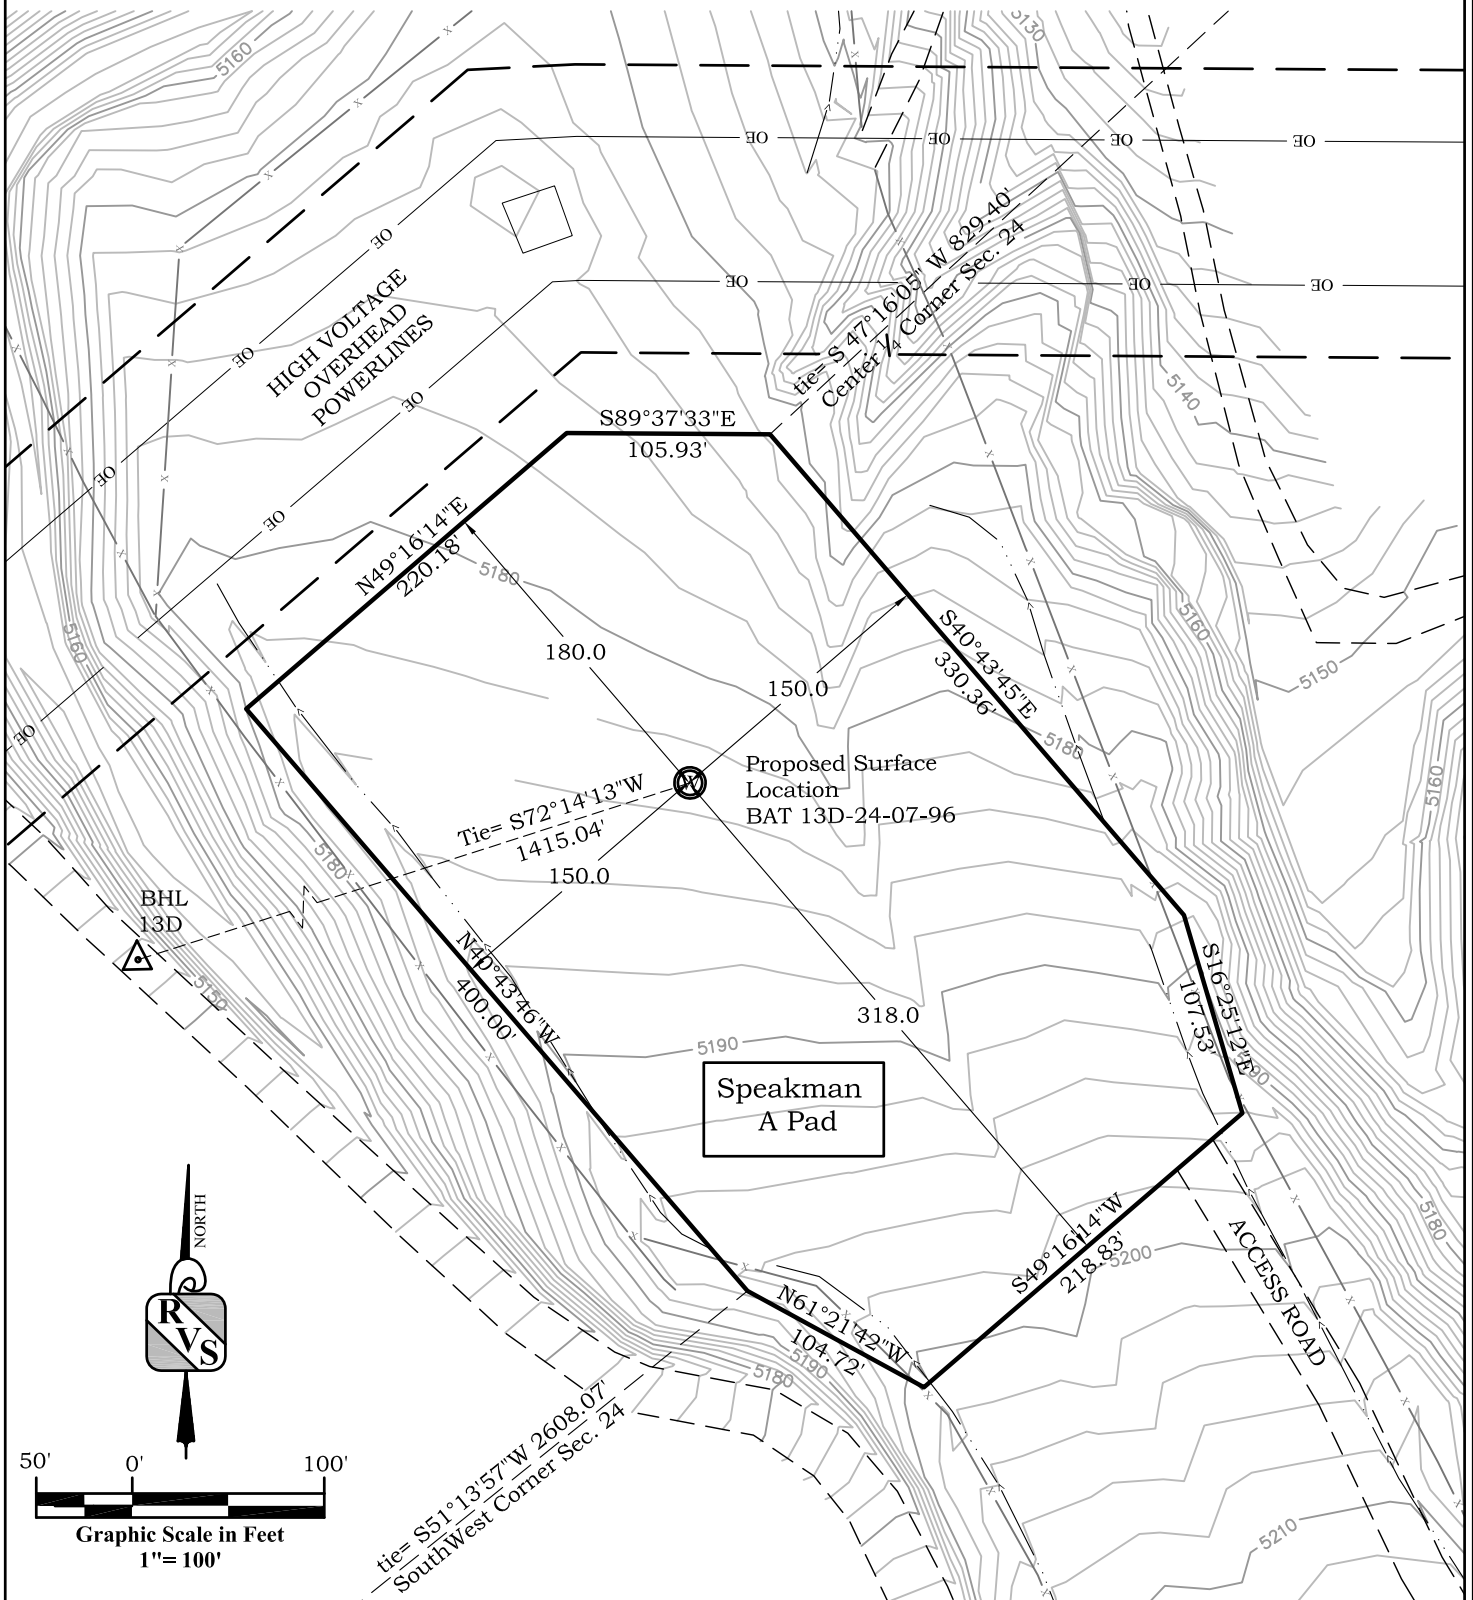 5160
5130
OE
OE
OE
OE
OE
OE
OE
OE
OE
OE
OE
OE
OE
OE
HIGH VOLTAGE
OVERHEAD
POWERLINES
tie= S 47°16'05" W 829.40'
Center ¼ Corner Sec. 24
5140
S89°37'33"E
105.93'
N49°16'14"E
220.18'
5180
5160
5160
180.0
150.0
S40°43'45"E
330.36'
5150
5180
Proposed Surface
Location
BAT 13D-24-07-96
5160
Tie= S72°14'13"W
1415.04'
150.0
5180
BHL
13D
5150
N40°43'46"W
400.00'
S16°25'12"E
107.53'
318.0
5190
5190
Speakman
A Pad
NORTH
S49°16'14"W
218.83'
5200
5180
ACCESS ROAD
N61°21'42"W
104.72'
5190
5180
RVS
tie= S51°13'57"W 2608.07'
SouthWest Corner Sec. 24
50' 0' 100'
Graphic Scale in Feet
1"= 100'
5210